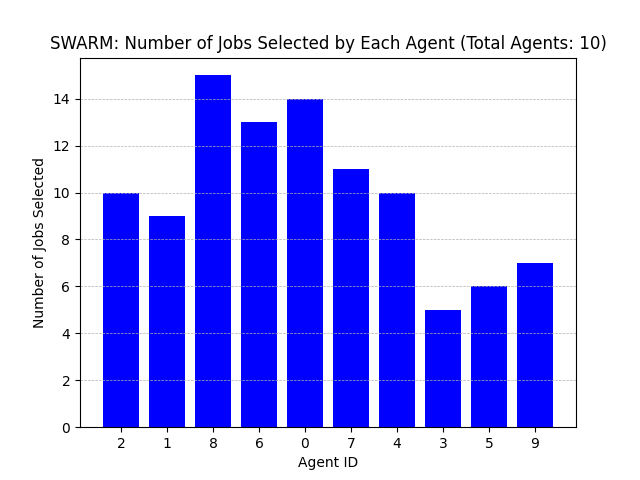 SWARM: Number of Jobs Selected by Each Agent (Total Agents: 10)
Number of Jobs Selected
14
12
10
8
6
4
2
0
2 1 8 6 0 7 4 3 5 9
Agent ID